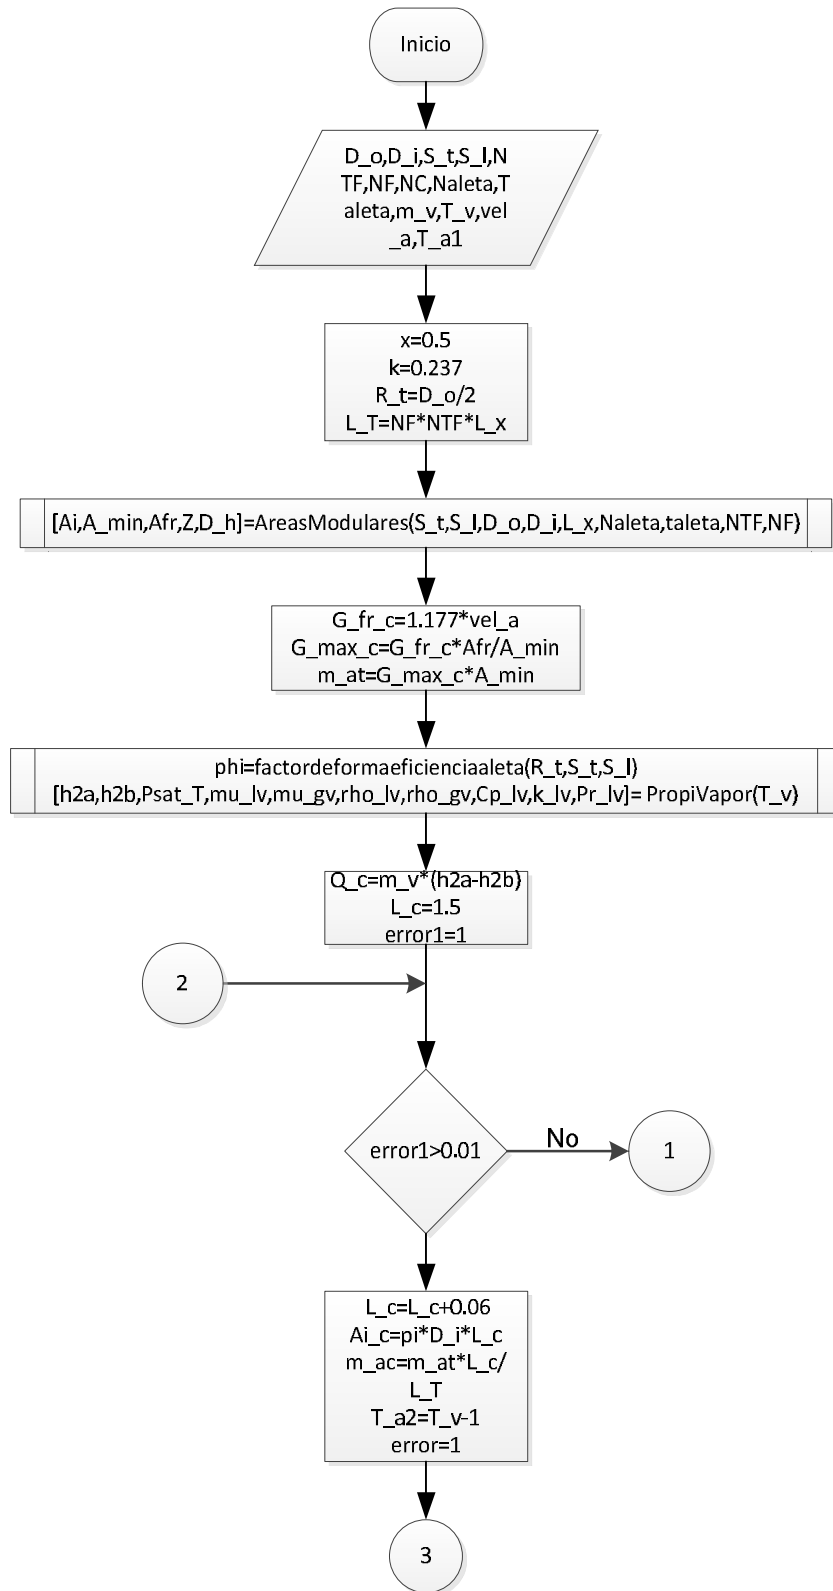 Inicio
D_o,D_i,S_t,S_l,N
TF,NF,NC,Naleta,T
aleta,m_v,T_v,vel
_a,T_a1
x=0.5
k=0.237
R_t=D_o/2
L_T=NF*NTF*L_x
[Ai,A_min,Afr,Z,D_h]=AreasModulares(S_t,S_l,D_o,D_i,L_x,Naleta,taleta,NTF,NF)
G_fr_c=1.177*vel_a
G_max_c=G_fr_c*Afr/A_min
m_at=G_max_c*A_min
phi=factordeformaeficienciaaleta(R_t,S_t,S_l)
[h2a,h2b,Psat_T,mu_lv,mu_gv,rho_lv,rho_gv,Cp_lv,k_lv,Pr_lv]= PropiVapor(T_v)
Q_c=m_v*(h2a-h2b)
L_c=1.5
error1=1
2
error1>0.01
No
1
L_c=L_c+0.06
Ai_c=pi*D_i*L_c
m_ac=m_at*L_c/
L_T
T_a2=T_v-1
error=1
3